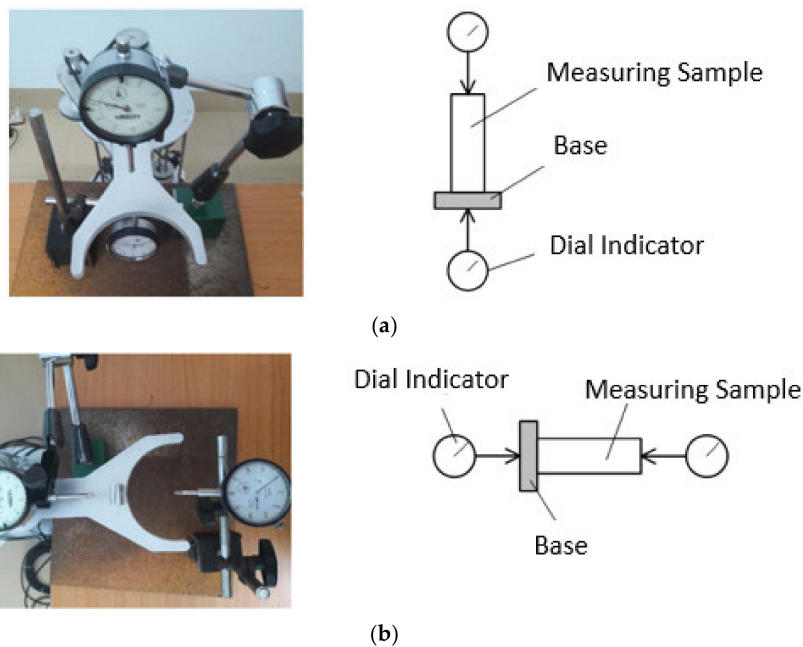 Measuring Sample
Base
Dial Indicator
(a)
Dial Indicator
Measuring Sample
Base
(b)